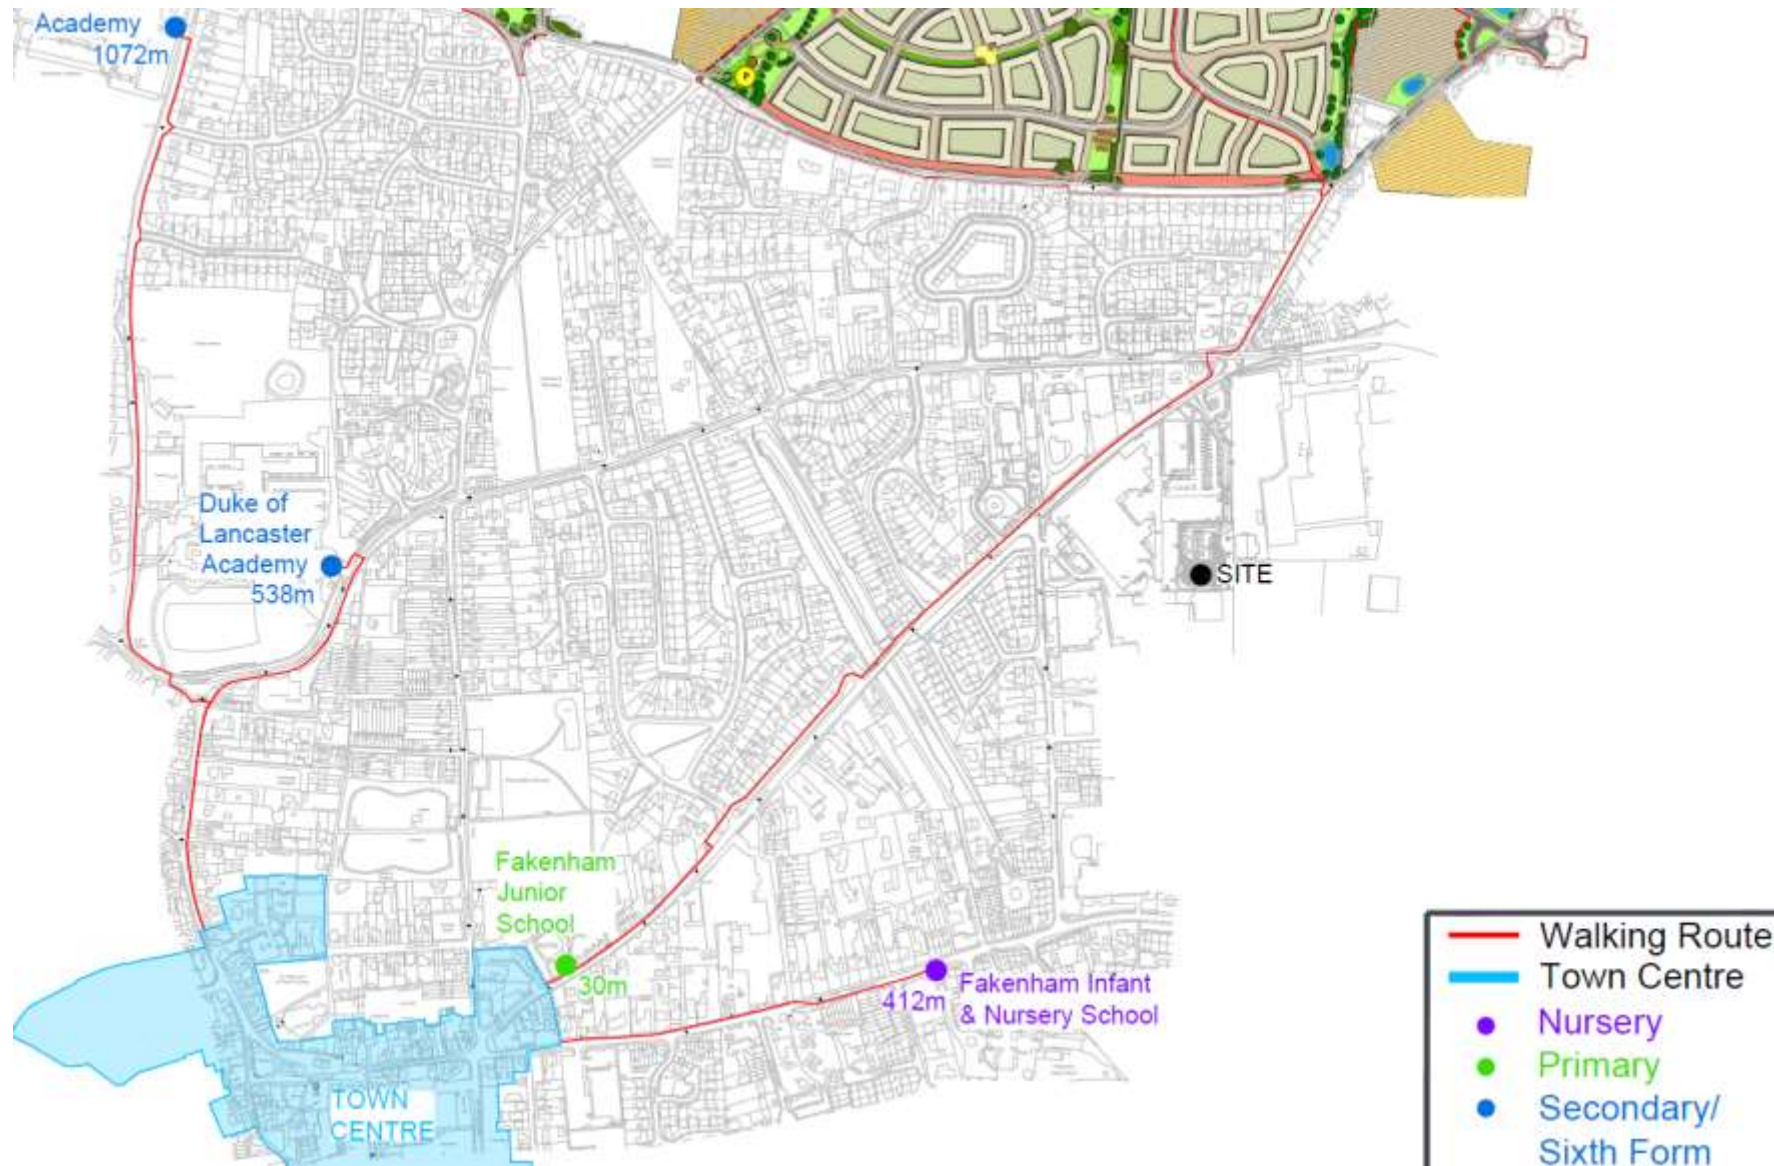 Academy
1072m
P
Duke of
Lancaster
Academy
538m
SITE
Fakenham
Junior
School
30m
412m
Fakenham Infant
& Nursery School
TOWN
CENTRE
Walking Route
Town Centre
Nursery
Primary
Secondary/
Sixth Form